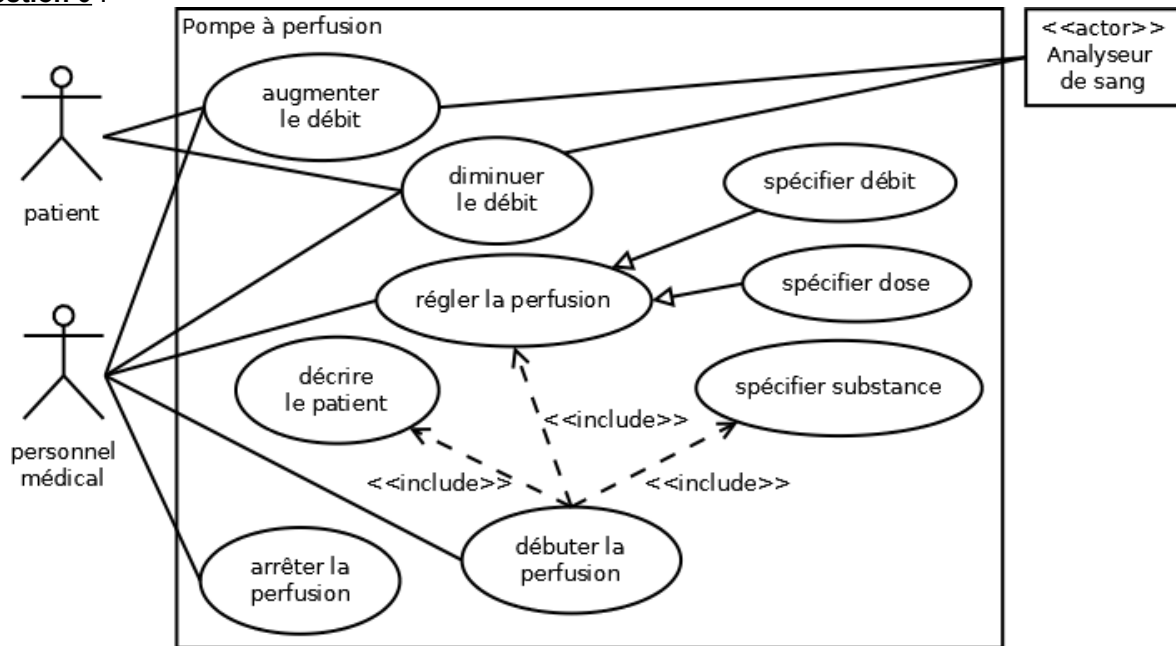 Pompe à perfusion
<<actor>>
Analyseur
de sang
augmenter
le débit
patient
diminuer
le débit
spécifier débit
régler la perfusion
spécifier dose
décrire
le patient
spécifier substance
<<include>>
<<include>>
<<include>>
personnel
médical
débuter la
perfusion
arrêter la
perfusion